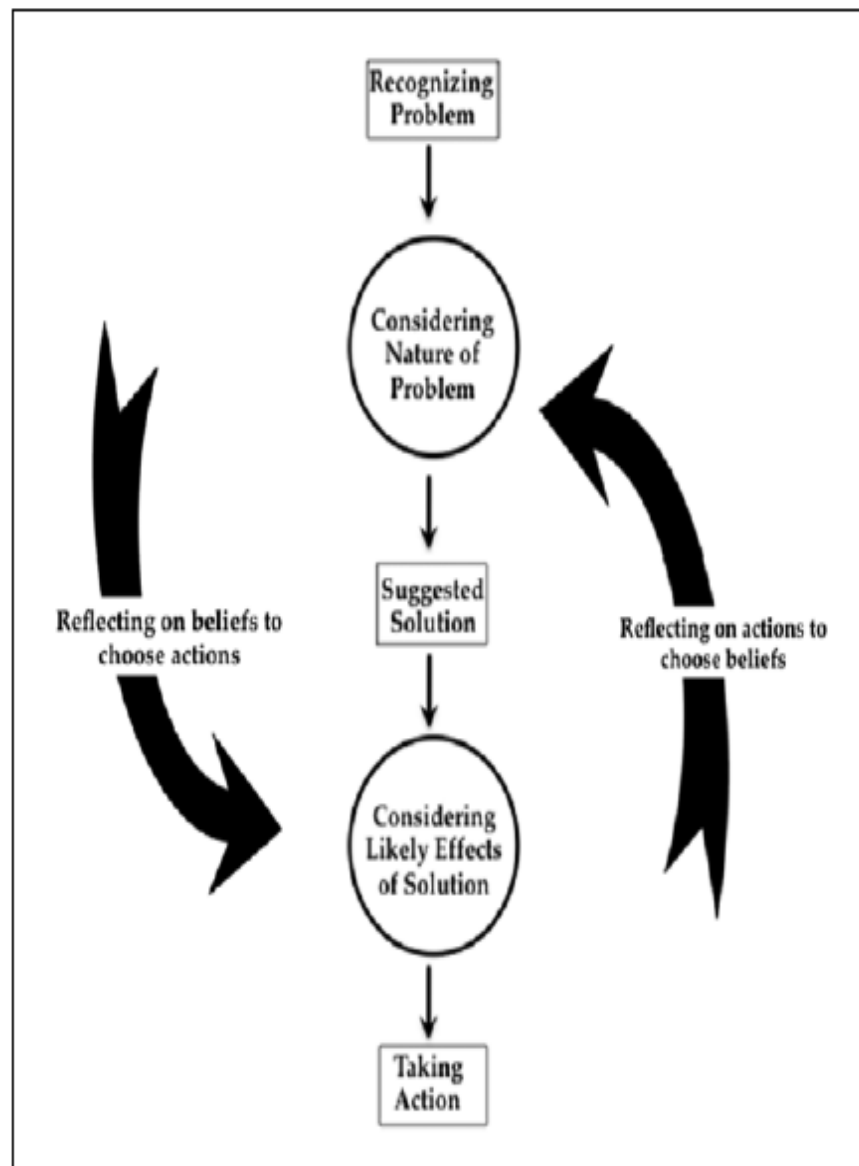 Recognizing
Problem
Considering
Nature of
Problem
Suggested
Solution
Reflecting on beliefs to
choose actions
Reflecting on actions to
choose beliefs
Considering
Likely Effects
of Solution
Taking
Action